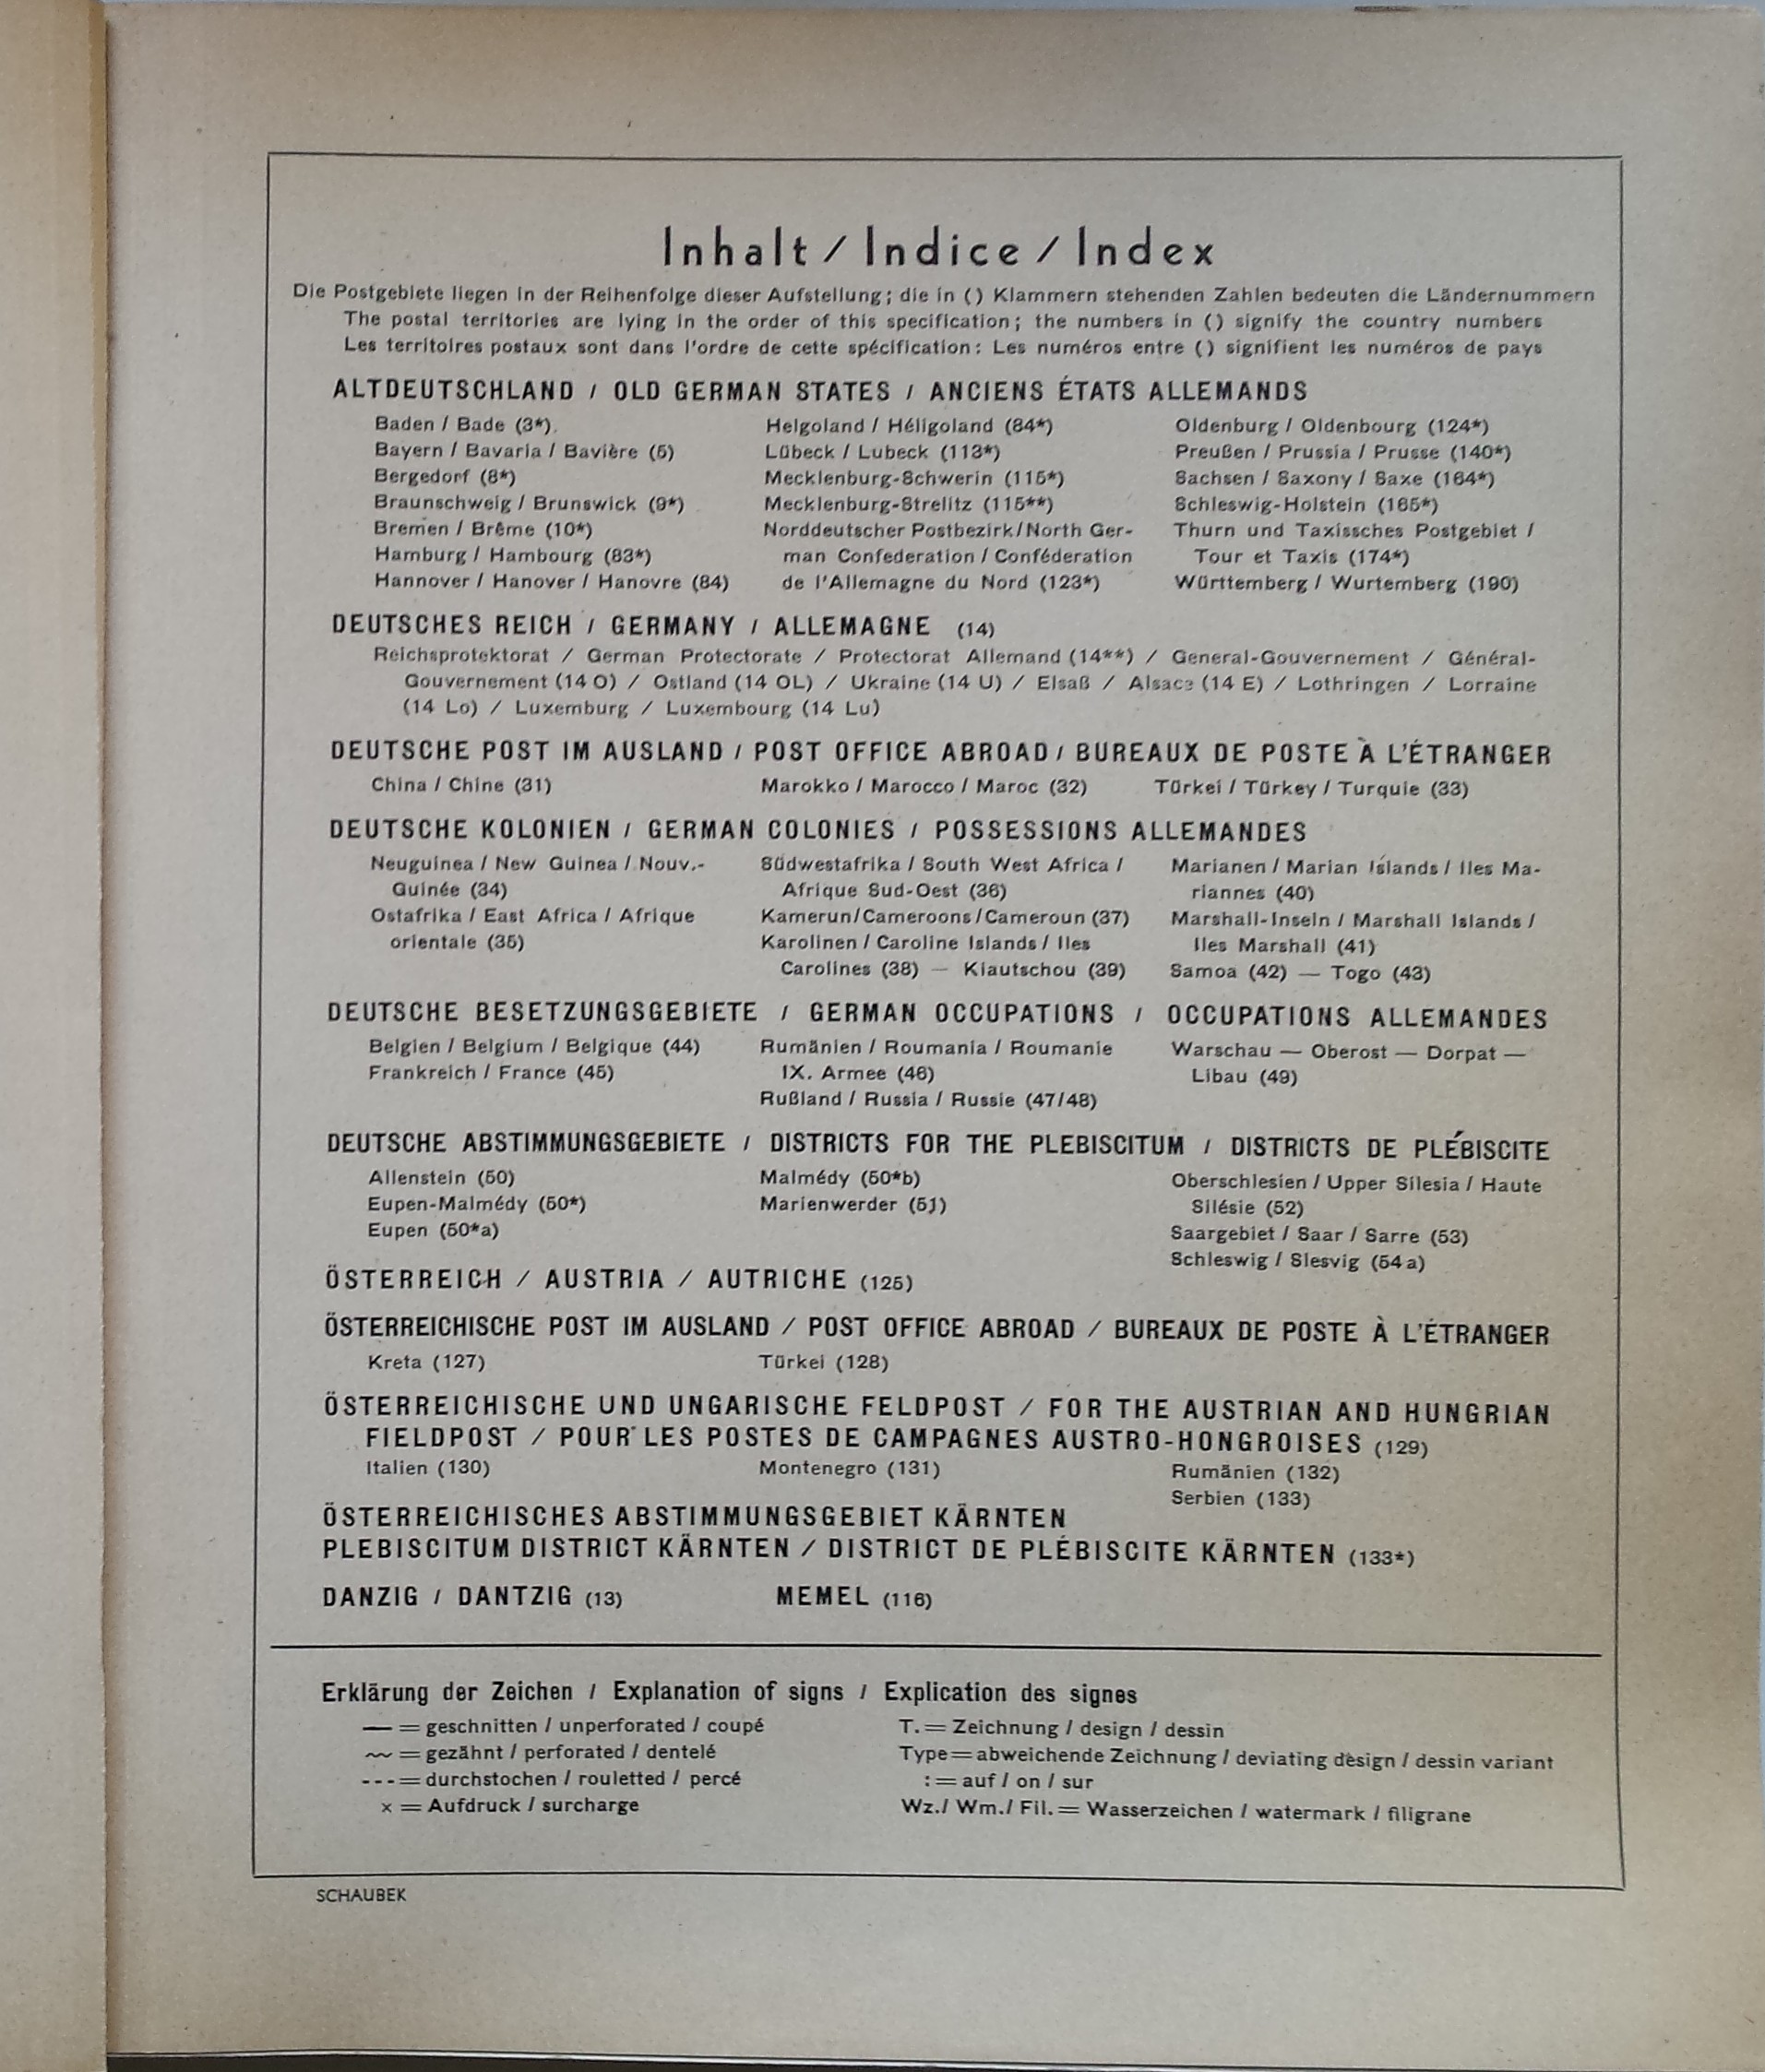 Inhalt / Indice / Index
Die Postgebiete liegen in der Reihenfolge dieser Aufstellung; die in () Klammern stehenden Zahlen bedeuten die Ländernummern
The postal territories are lying in the order of this specification; the numbers in () signify the country numbers
Les territoires postaux sont dans l'ordre de cette spécification: Les numéros entre () signifient les numéros de pays
ALTDEUTSCHLAND / OLD GERMAN STATES / ANCIENS ÉTATS ALLEMANDS
Baden / Bade (3*)
Bayern / Bavaria / Bavière (5)
Bergedorf (8*)
Braunschweig / Brunswick (9*)
Bremen / Brême (10*)
Hamburg / Hambourg (83*)
Hannover / Hanover / Hanovre (84)
Helgoland / Héligoland (84*)
Lübeck / Lubeck (113*)
Mecklenburg-Schwerin (115*)
Mecklenburg-Strelitz (115**)
Norddeutscher Postbezirk/North Ger-
man Confederation / Conféderation
de l'Allemagne du Nord (123*)
Oldenburg / Oldenbourg (124*)
Preußen / Prussia / Prusse (140*)
Sachsen / Saxony / Saxe (164*)
Schleswig-Holstein (165*)
Thurn und Taxissches Postgebiet /
Tour et Taxis (174*)
Württemberg / Wurtemberg (190)
DEUTSCHES REICH / GERMANY / ALLEMAGNE (14)
Reichsprotektorat / German Protectorate / Protectorat Allemand (14**) / General-Gouvernement / Général-
Gouvernement (14 O) / Ostland (14 OL) / Ukraine (14 U) / Elsaß / Alsace (14 E) / Lothringen / Lorraine
(14 Lo) / Luxemburg / Luxembourg (14 Lu)
DEUTSCHE POST IM AUSLAND / POST OFFICE ABROAD / BUREAUX DE POSTE À L'ÉTRANGER
China / Chine (31)
Marokko / Marocco / Maroc (32)
Türkei / Türkey / Turquie (33)
DEUTSCHE KOLONIEN / GERMAN COLONIES / POSSESSIONS ALLEMANDES
Neuguinea / New Guinea / Nouv.-
Guinée (34)
Ostafrika / East Africa / Afrique
orientale (35)
Südwestafrika / South West Africa /
Afrique Sud-Oest (36)
Kamerun/Cameroons/Cameroun (37)
Karolinen / Caroline Islands / Iles
Carolines (38) — Kiautschou (39)
Marianen / Marian Islands / Iles Ma-
riannes (40)
Marshall-Inseln / Marshall Islands /
Iles Marshall (41)
Samoa (42) — Togo (43)
DEUTSCHE BESETZUNGSGEBIETE / GERMAN OCCUPATIONS / OCCUPATIONS ALLEMANDES
Belgien / Belgium / Belgique (44)
Frankreich / France (45)
Rumänien / Roumania / Roumanie
IX. Armee (46)
Rußland / Russia / Russie (47/48)
Warschau — Oberost — Dorpat —
Libau (49)
DEUTSCHE ABSTIMMUNGSGEBIETE / DISTRICTS FOR THE PLEBISCITUM / DISTRICTS DE PLÉBISCITE
Allenstein (50)
Eupen-Malmédy (50*)
Eupen (50*a)
Malmédy (50*b)
Marienwerder (51)
Oberschlesien / Upper Silesia / Haute
Silésie (52)
Saargebiet / Saar / Sarre (53)
Schleswig / Slesvig (54 a)
ÖSTERREICH / AUSTRIA / AUTRICHE (125)
ÖSTERREICHISCHE POST IM AUSLAND / POST OFFICE ABROAD / BUREAUX DE POSTE À L'ÉTRANGER
Kreta (127)
Türkei (128)
ÖSTERREICHISCHE UND UNGARISCHE FELDPOST / FOR THE AUSTRIAN AND HUNGRIAN
FIELDPOST / POUR LES POSTES DE CAMPAGNES AUSTRO-HONGROISES (129)
Italien (130)
Montenegro (131)
Rumänien (132)
Serbien (133)
ÖSTERREICHISCHES ABSTIMMUNGSGEBIET KÄRNTEN
PLEBISCITUM DISTRICT KÄRNTEN / DISTRICT DE PLÉBISCITE KÄRNTEN (133*)
DANZIG / DANTZIG (13) MEMEL (116)
Erklärung der Zeichen / Explanation of signs / Explication des signes
— = geschnitten / unperforated / coupé
~ = gezähnt / perforated / dentelé
--- = durchstochen / rouletted / percé
× = Aufdruck / surcharge
T. = Zeichnung / design / dessin
Type = abweichende Zeichnung / deviating design / dessin variant
: = auf / on / sur
Wz./ Wm./ Fil. = Wasserzeichen / watermark / filigrane
SCHAUBEK